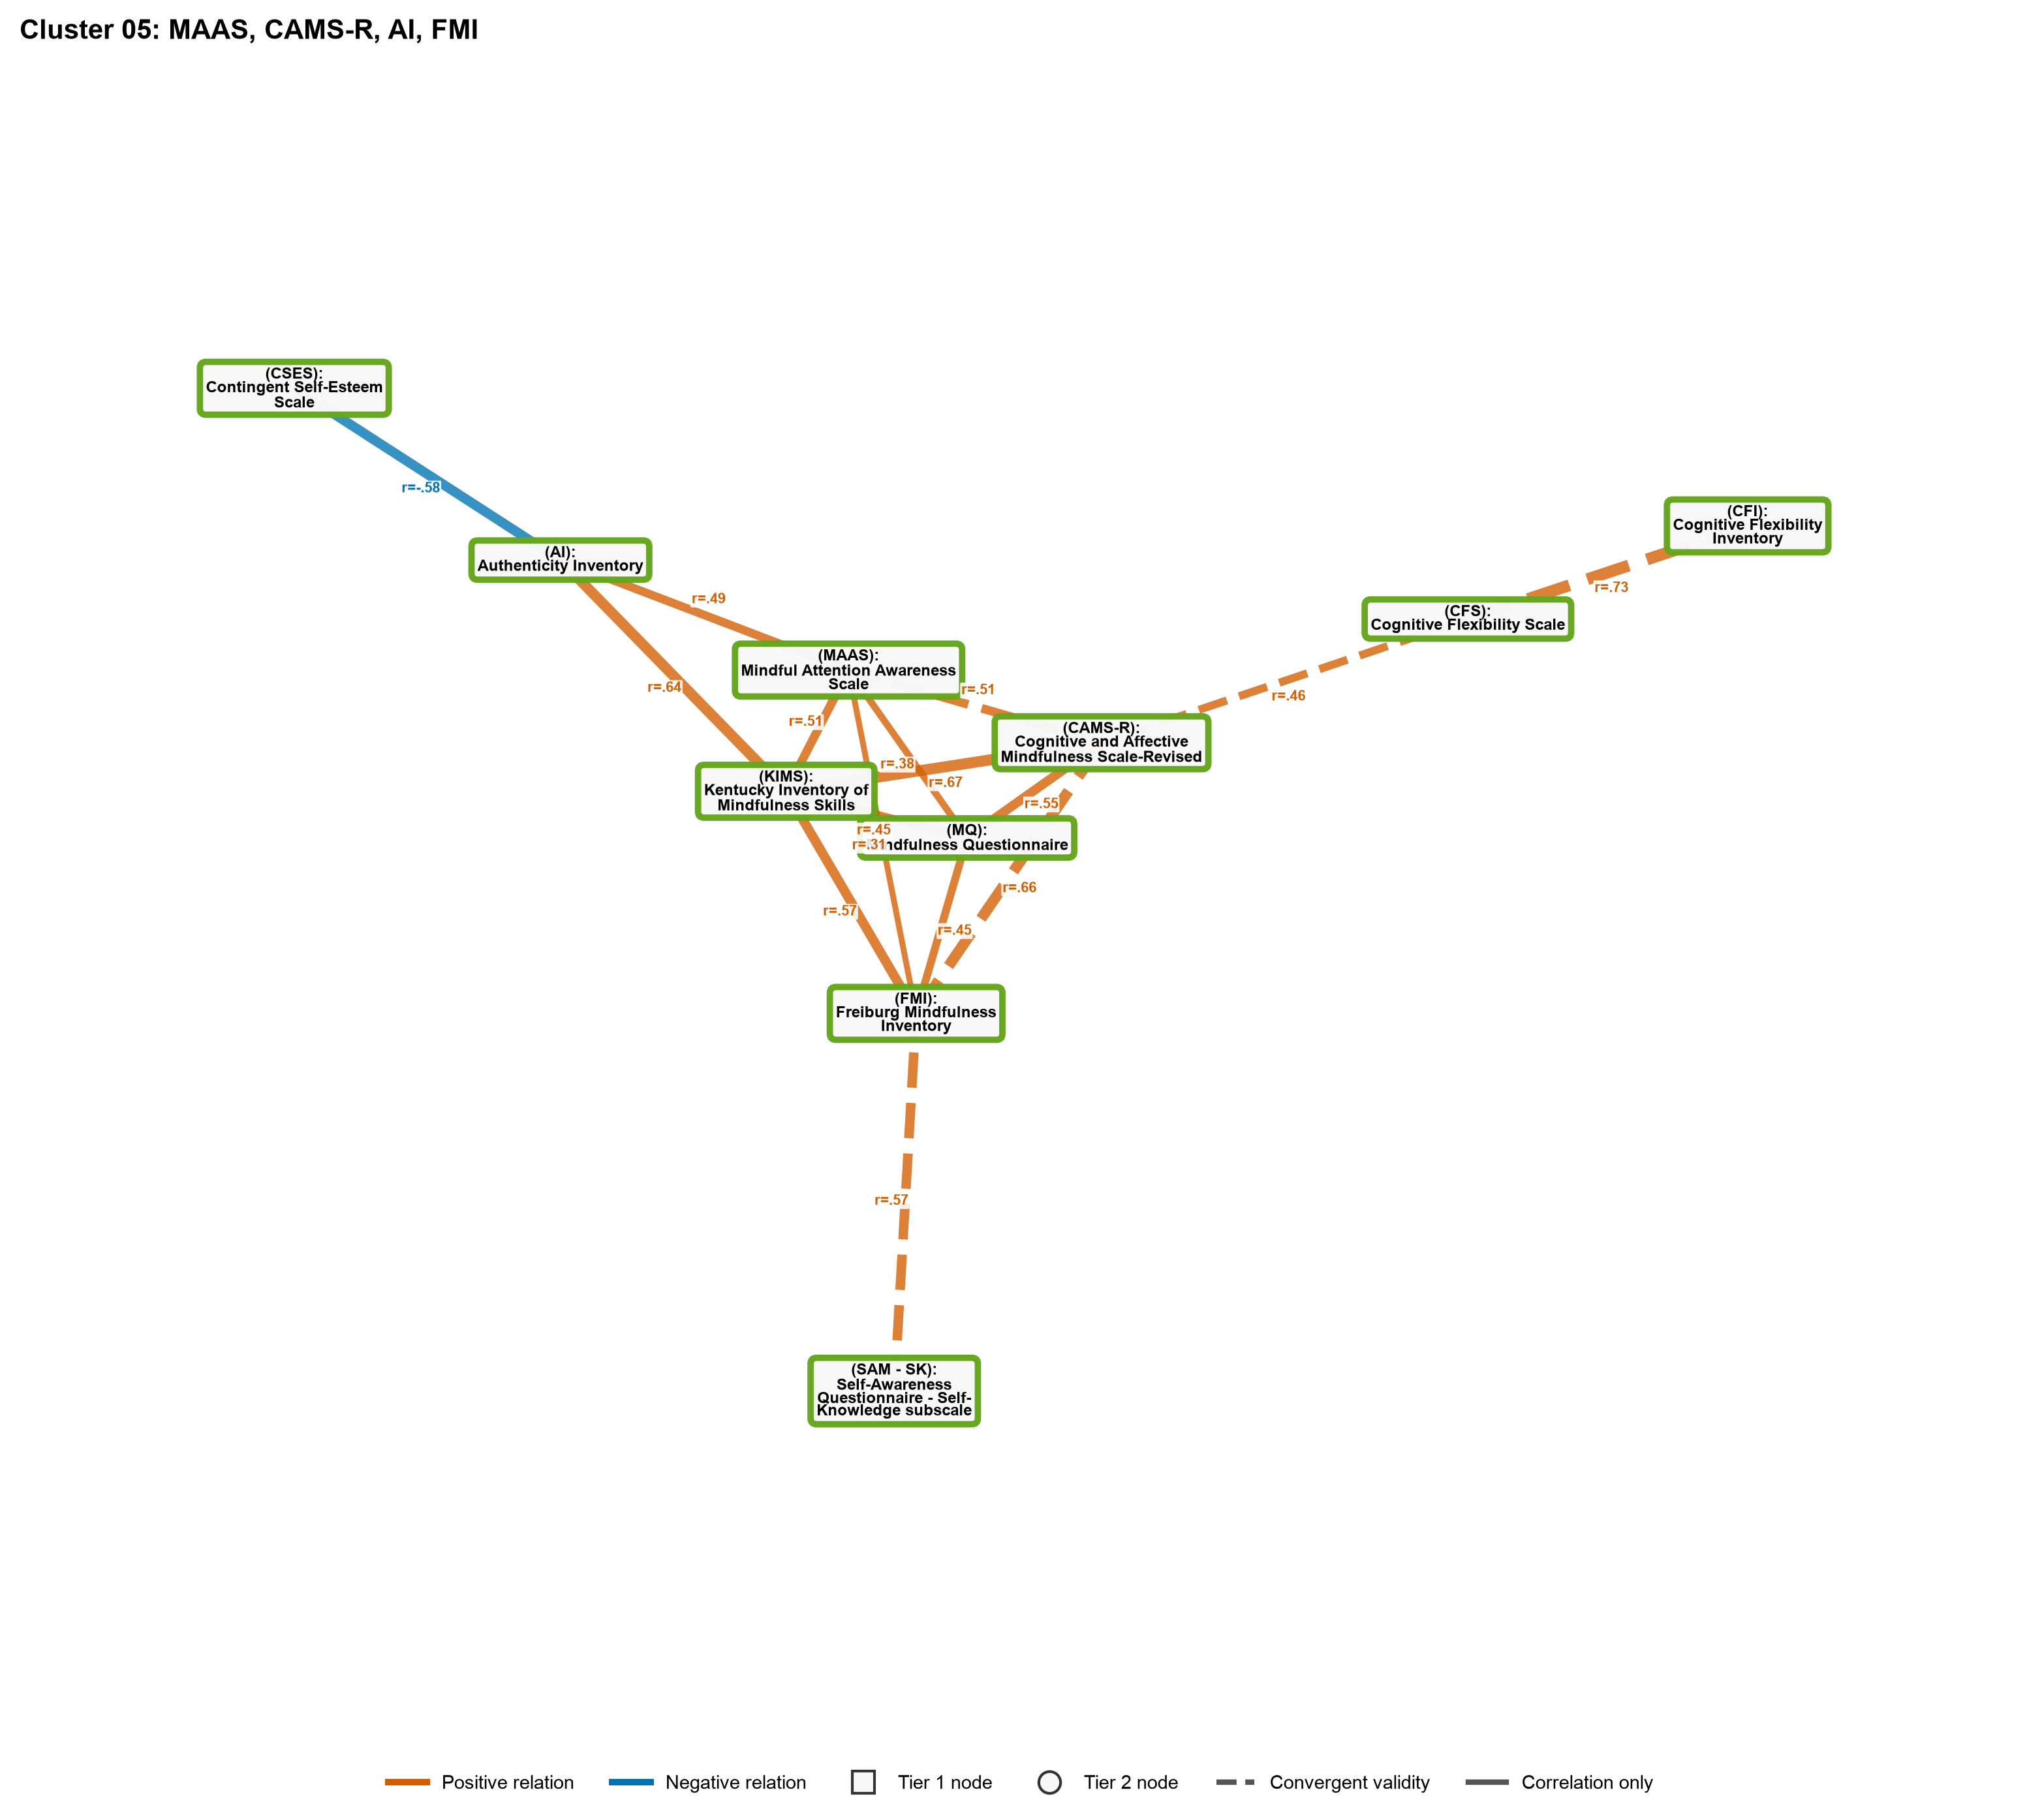 Cluster 05: MAAS, CAMS-R, AI, FMI
(CSES):
Contingent Self-Esteem
Scale
r=-.58
(CFI):
Cognitive Flexibility
Inventory
(AI):
Authenticity Inventory
r=.73
r=.49
(CFS):
Cognitive Flexibility Scale
(MAAS):
Mindful Attention Awareness
Scale
r=.64
r=.51
r=.46
r=.51
(CAMS-R):
Cognitive and Affective
Mindfulness Scale-Revised
r=.38
(KIMS):
Kentucky Inventory of
Mindfulness Skills
r=.67
r=.55
r=.45
(MQ):
r=.31
Questionnaire
r=.66
r=.57
r=.45
(FMI):
Freiburg Mindfulness
Inventory
r=.57
(SAM - SK):
Self-Awareness
Questionnaire - Self-
Knowledge subscale
Positive relation
Negative relation
Tier 1 node
Tier 2 node
Convergent validity
Correlation only